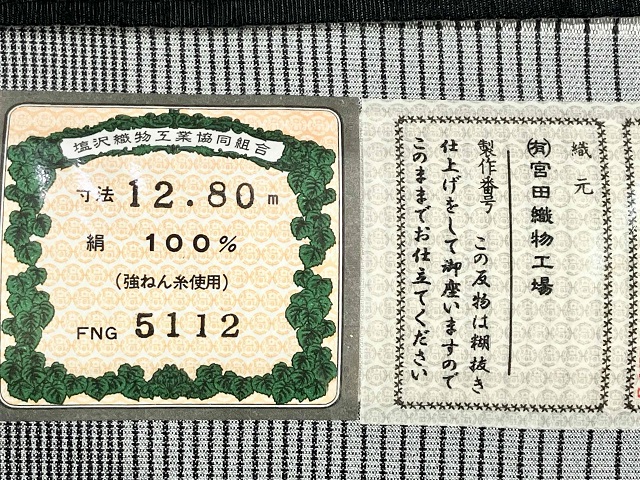 塩沢織物工業協同組合
寸法 12.80m
絹 100%
(強ねん糸使用)
FNG 5112
織元
㈲宮田織物工場
製作番号
この反物は糊抜き
仕上げをして御座いますので
このままでお仕立てください